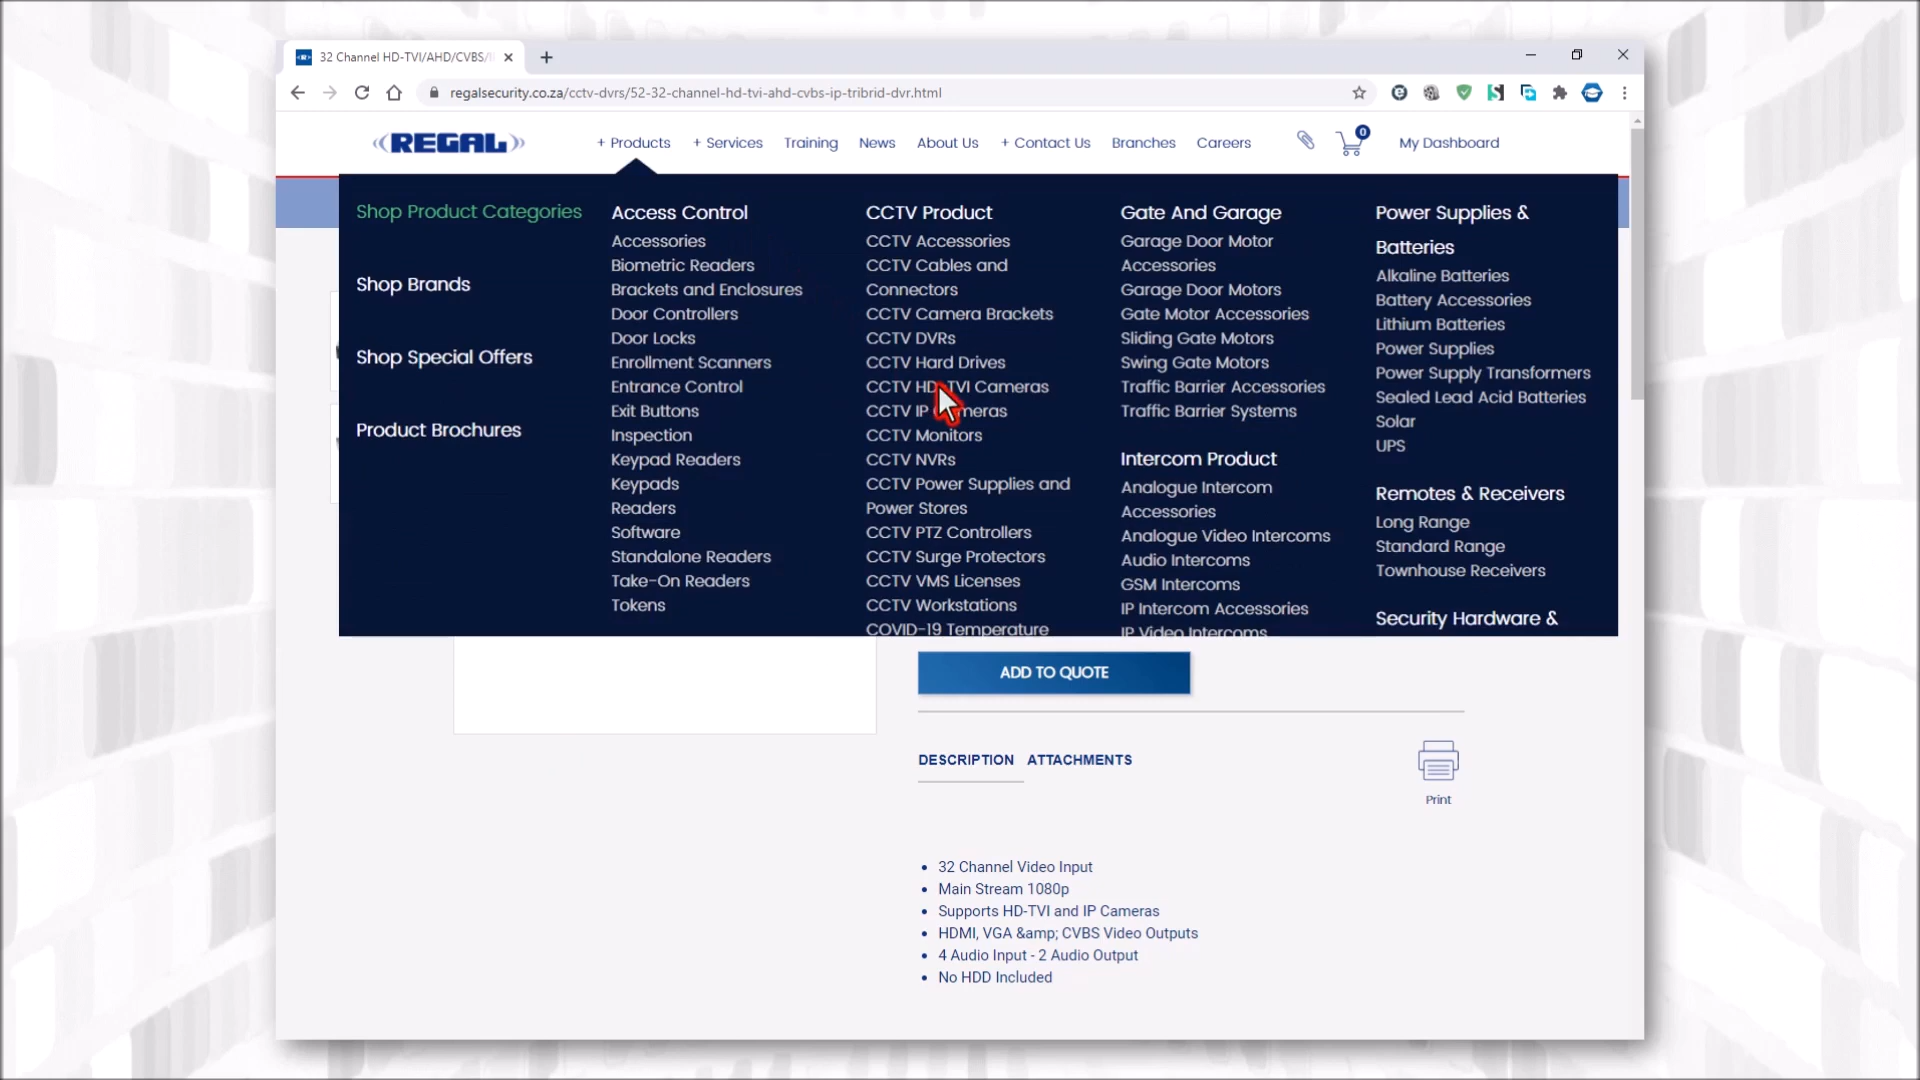 32 Channel HD-TVI/AHD/CVBS/I
regalsecurity.co.za/cctv-dvrs/52-32-channel-hd-tvi-ahd-cvbs-ip-tribrid-dvr.html
REGAL
+ Products
+ Services
Training
News
About Us
+ Contact Us
Branches
Careers
0
My Dashboard
Shop Product Categories
Shop Brands
Shop Special Offers
Product Brochures
Access Control
Accessories
Biometric Readers
Brackets and Enclosures
Door Controllers
Door Locks
Enrollment Scanners
Entrance Control
Exit Buttons
Inspection
Keypad Readers
Keypads
Readers
Software
Standalone Readers
Take-On Readers
Tokens
CCTV Product
CCTV Accessories
CCTV Cables and
Connectors
CCTV Camera Brackets
CCTV DVRs
CCTV Hard Drives
CCTV HD-TVI Cameras
CCTV IP Cameras
CCTV Monitors
CCTV NVRs
CCTV Power Supplies and
Power Stores
CCTV PTZ Controllers
CCTV Surge Protectors
CCTV VMS Licenses
CCTV Workstations
COVID-19 Temperature
Gate And Garage
Garage Door Motor
Accessories
Garage Door Motors
Gate Motor Accessories
Sliding Gate Motors
Swing Gate Motors
Traffic Barrier Accessories
Traffic Barrier Systems
Intercom Product
Analogue Intercom
Accessories
Analogue Video Intercoms
Audio Intercoms
GSM Intercoms
IP Intercom Accessories
IP Video Intercoms
Power Supplies &
Batteries
Alkaline Batteries
Battery Accessories
Lithium Batteries
Power Supplies
Power Supply Transformers
Sealed Lead Acid Batteries
Solar
UPS
Remotes & Receivers
Long Range
Standard Range
Townhouse Receivers
Security Hardware &
ADD TO QUOTE
DESCRIPTION
ATTACHMENTS
Print
• 32 Channel Video Input
• Main Stream 1080p
• Supports HD-TVI and IP Cameras
• HDMI, VGA &amp; CVBS Video Outputs
• 4 Audio Input - 2 Audio Output
• No HDD Included